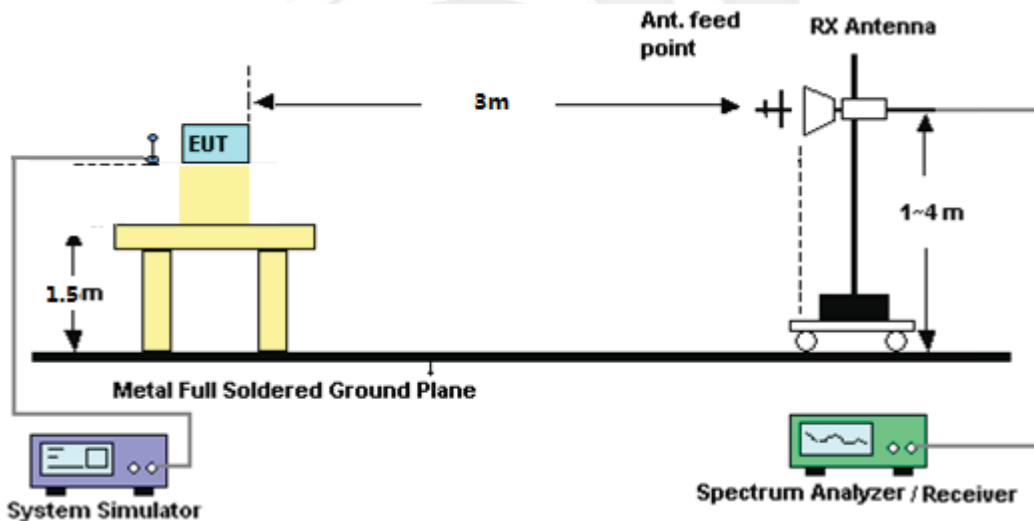 Ant. feed
point
RX Antenna
3m
EUT
1~4 m
1.5m
Metal Full Soldered Ground Plane
System Simulator
Spectrum Analyzer / Receiver